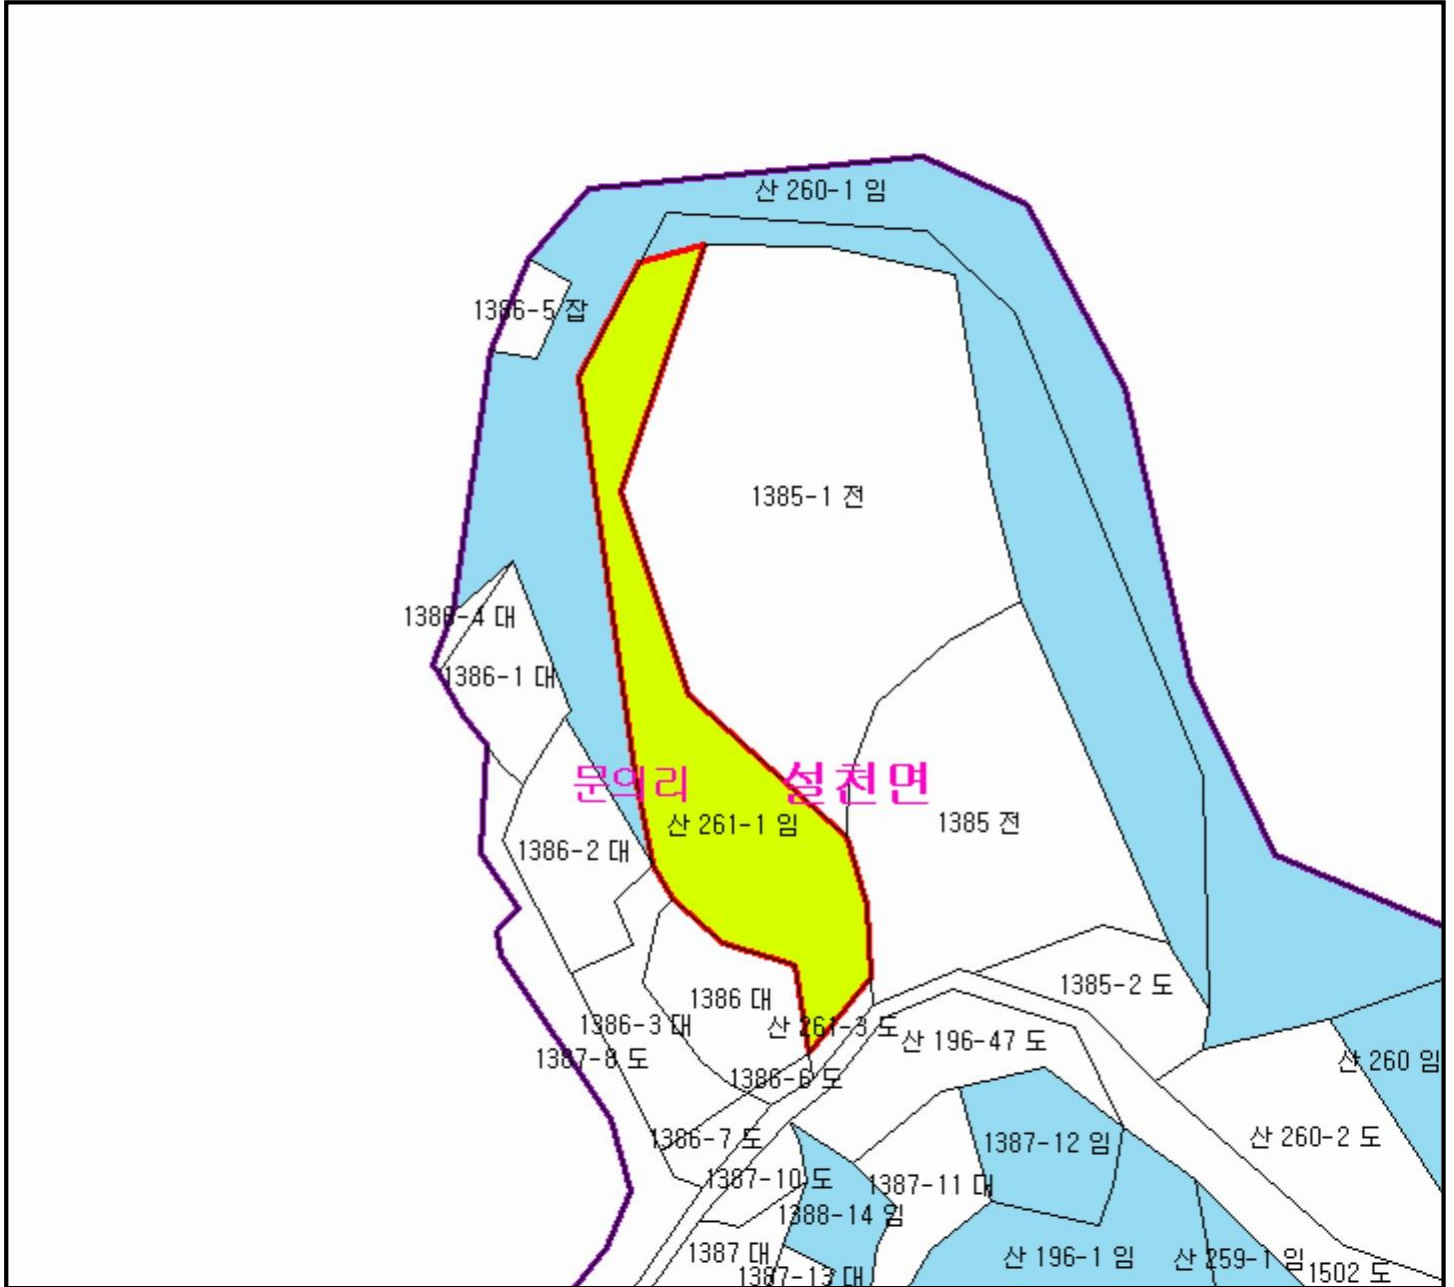 산 260-1 임
1386-5 잡
1385-1 전
1386-4 대
1386-1 대
문의리
설천면
산 261-1 임
1385 전
1386-2 대
1385-2 도
1386 대
1386-3 대
산 261-3 도
산 196-47 도
1387-8 도
산 260 임
1386-6 도
1386-7 도
1387-12 임
산 260-2 도
1387-10 도
1387-11 대
1388-14 임
1387 대
산 196-1 임
산 259-1 임
1502 도
1387-13 대